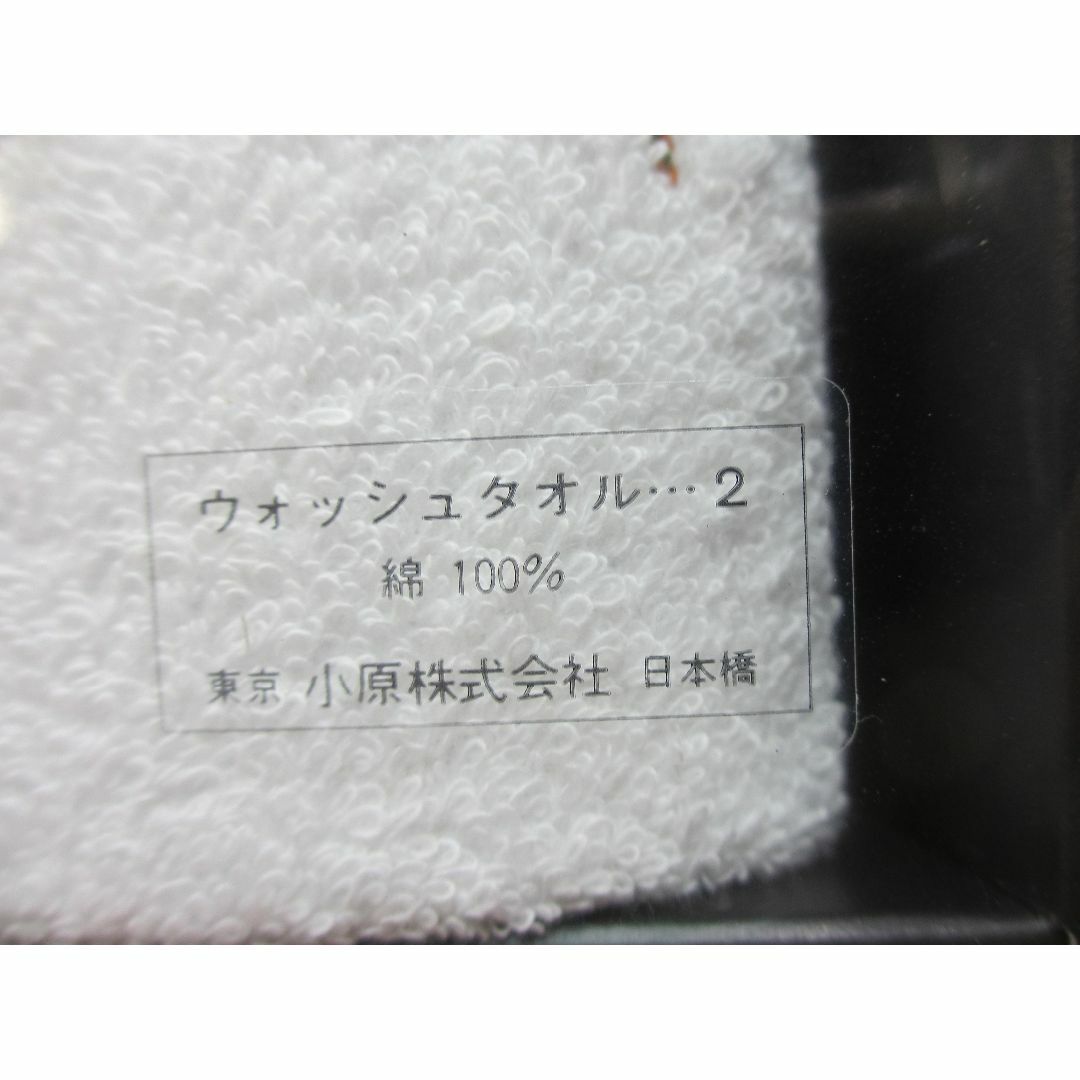 ウォッシュタオル…2
綿 100%
東京 小原株式会社 日本橋